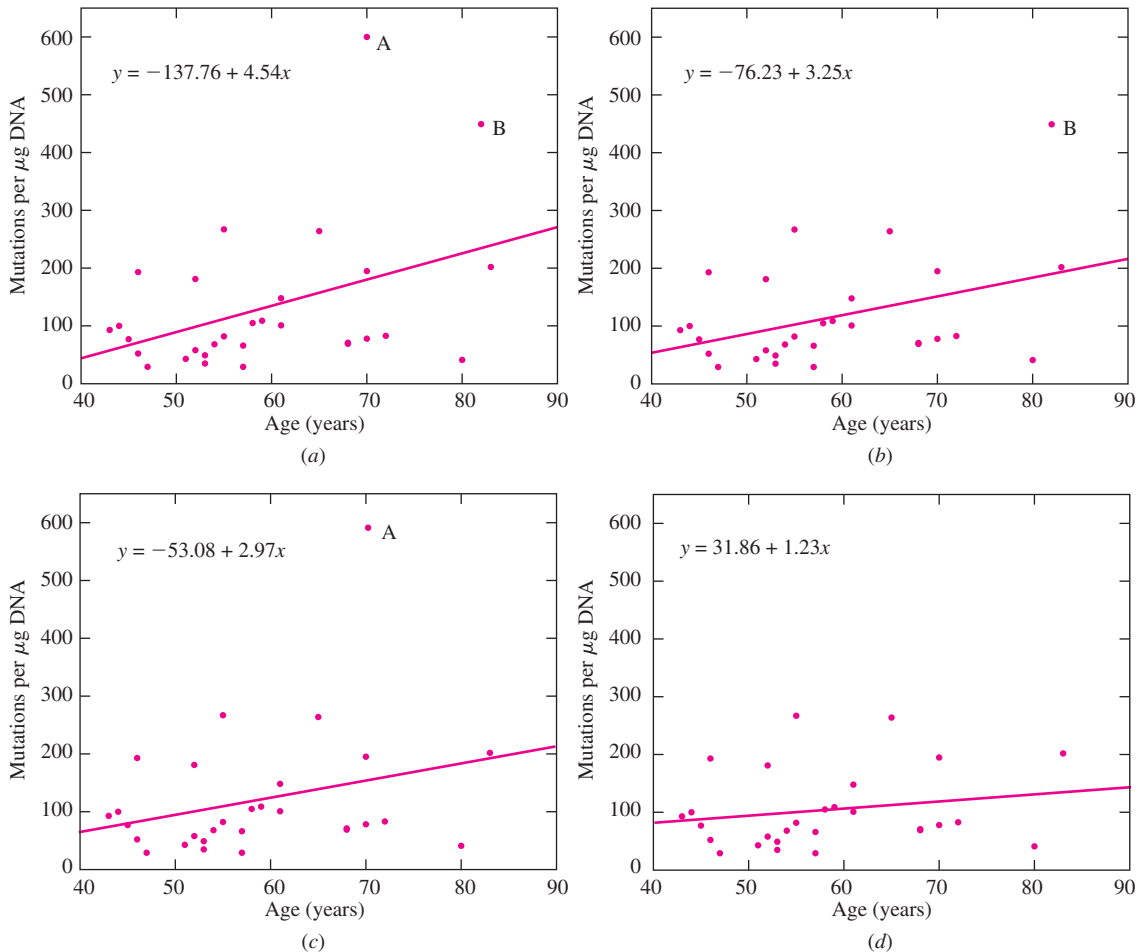 Mutations per μg DNA
600
500
400
300
200
100
0
y = −137.76 + 4.54x
A
B
40 50 60 70 80 90
Age (years)
(a)
Mutations per μg DNA
600
500
400
300
200
100
0
y = −76.23 + 3.25x
B
40 50 60 70 80 90
Age (years)
(b)
Mutations per μg DNA
600
500
400
300
200
100
0
y = −53.08 + 2.97x
A
40 50 60 70 80 90
Age (years)
(c)
Mutations per μg DNA
600
500
400
300
200
100
0
y = 31.86 + 1.23x
40 50 60 70 80 90
Age (years)
(d)